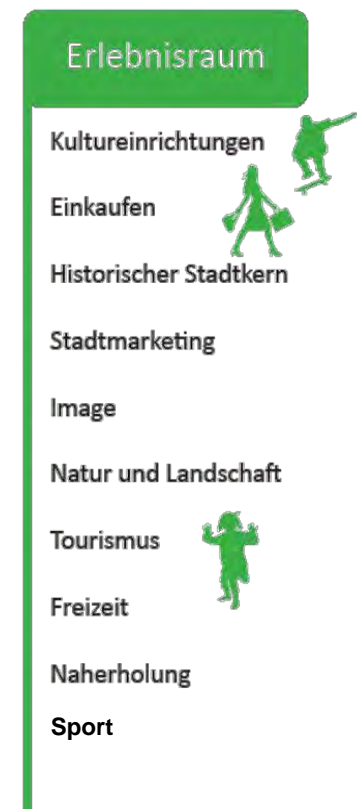 Erlebnisraum
Kultureinrichtungen
Einkaufen
Historischer Stadtkern
Stadtmarketing
Image
Natur und Landschaft
Tourismus
Freizeit
Naherholung
Sport